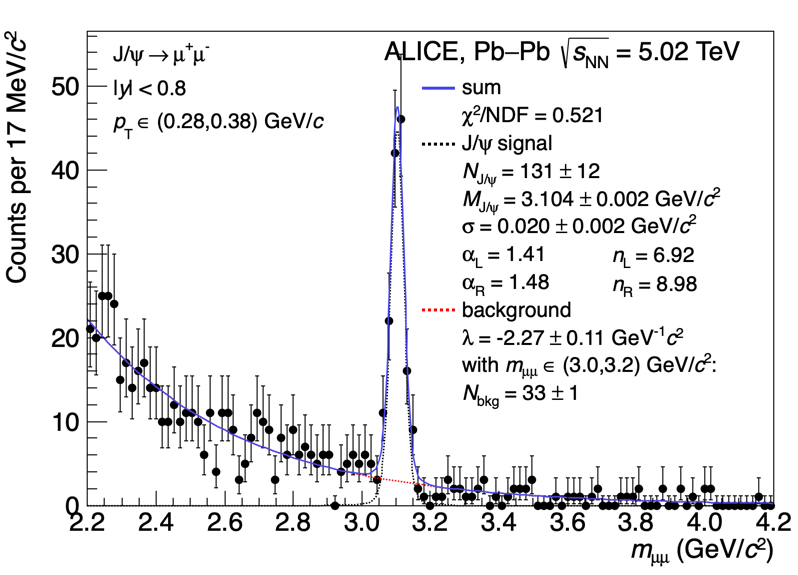 J/ψ → μ⁺μ⁻
|y| < 0.8
p_T ∈ (0.28,0.38) GeV/c
ALICE, Pb−Pb √s_NN = 5.02 TeV
sum
χ²/NDF = 0.521
J/ψ signal
N_J/ψ = 131 ± 12
M_J/ψ = 3.104 ± 0.002 GeV/c²
σ = 0.020 ± 0.002 GeV/c²
α_L = 1.41 n_L = 6.92
α_R = 1.48 n_R = 8.98
background
λ = -2.27 ± 0.11 GeV⁻¹c²
with m_μμ ∈ (3.0,3.2) GeV/c²:
N_bkg = 33 ± 1
Counts per 17 MeV/c²
50
40
30
20
10
0
2.2 2.4 2.6 2.8 3.0 3.2 3.4 3.6 3.8 4.0 4.2
m_μμ (GeV/c²)